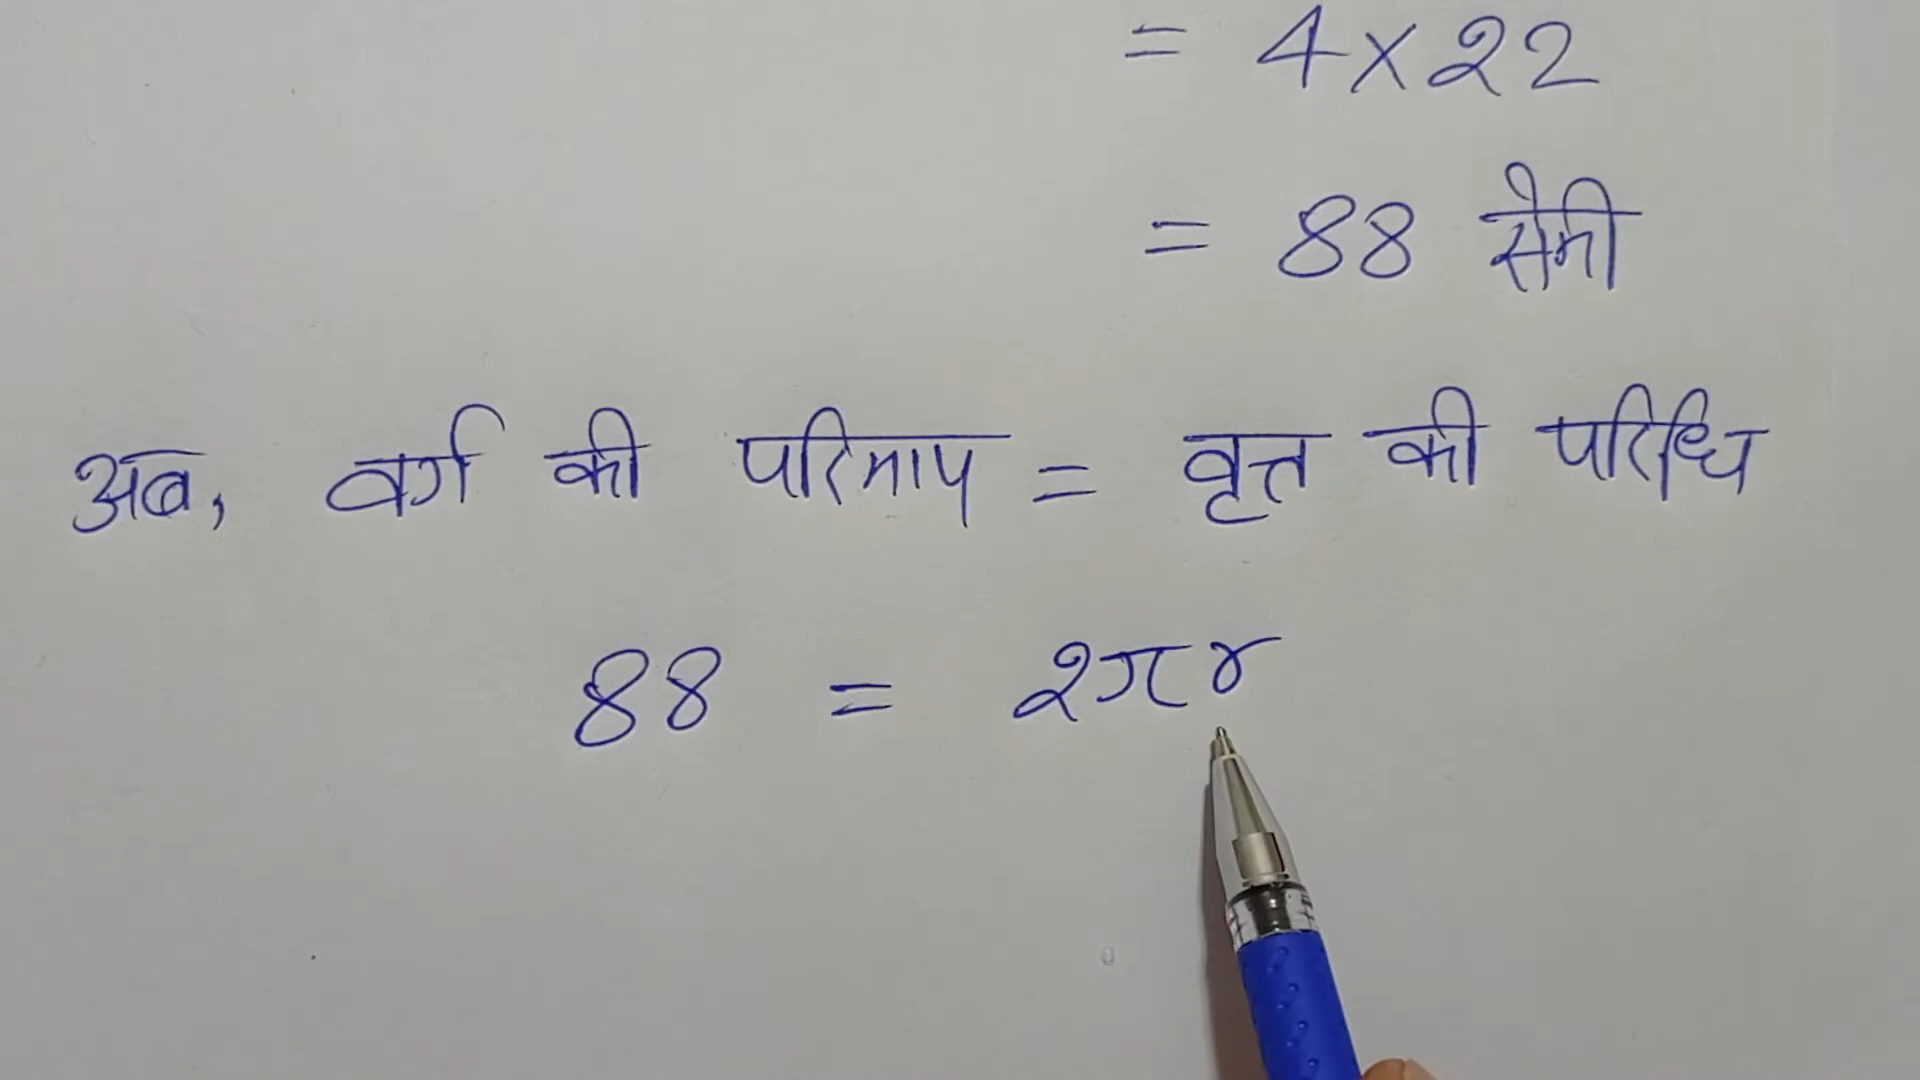 = 4 × 22
= 88 सेमी
अब, वर्ग की परिमाप = वृत्त की परिधि
88 = 2πr